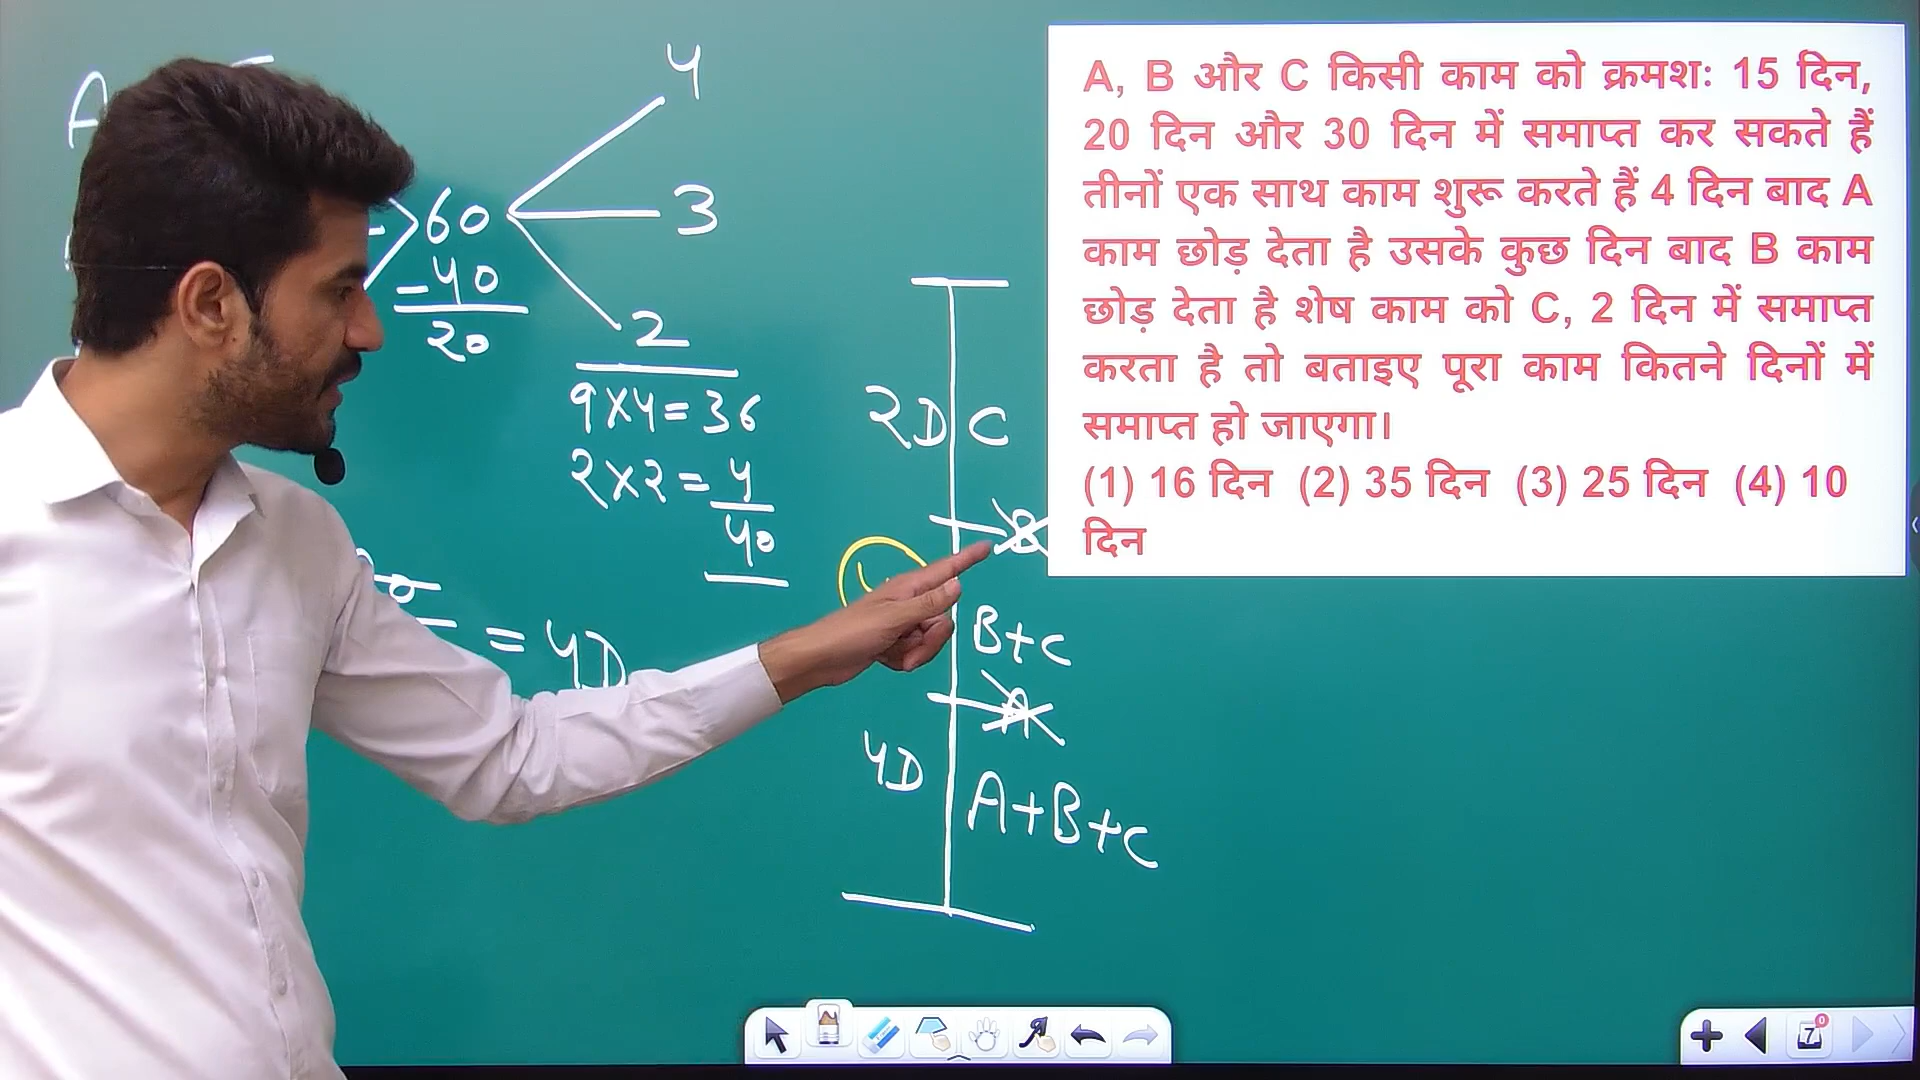 A
60
-40
20
4
3
2
9x4=36
2x2=4
40
= 4D
2D C
B
B+C
A
4D A+B+C
A, B और C किसी काम को क्रमशः 15 दिन,
20 दिन और 30 दिन में समाप्त कर सकते हैं
तीनों एक साथ काम शुरू करते हैं 4 दिन बाद A
काम छोड़ देता है उसके कुछ दिन बाद B काम
छोड़ देता है शेष काम को C, 2 दिन में समाप्त
करता है तो बताइए पूरा काम कितने दिनों में
समाप्त हो जाएगा।
(1) 16 दिन (2) 35 दिन (3) 25 दिन (4) 10
दिन
7
0